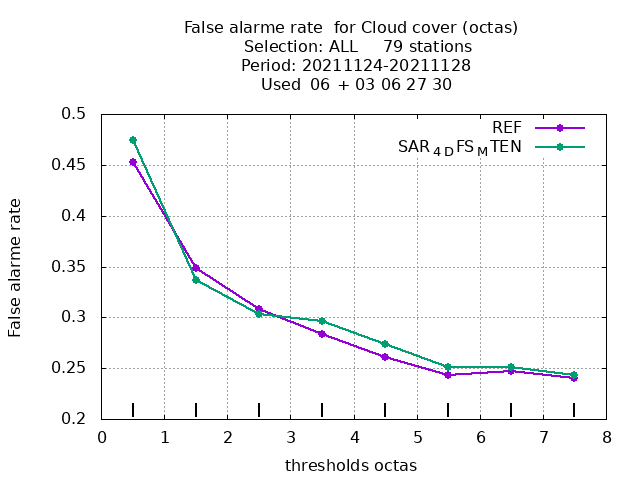 False alarme rate  for Cloud cover (octas)
Selection: ALL     79 stations
Period: 20211124-20211128
Used  06  + 03 06 27 30
0.5
REF
SAR4DFSMTEN
0.45
0.4
0.35
0.3
0.25
0.2
False alarme rate
0 1 2 3 4 5 6 7 8
thresholds octas